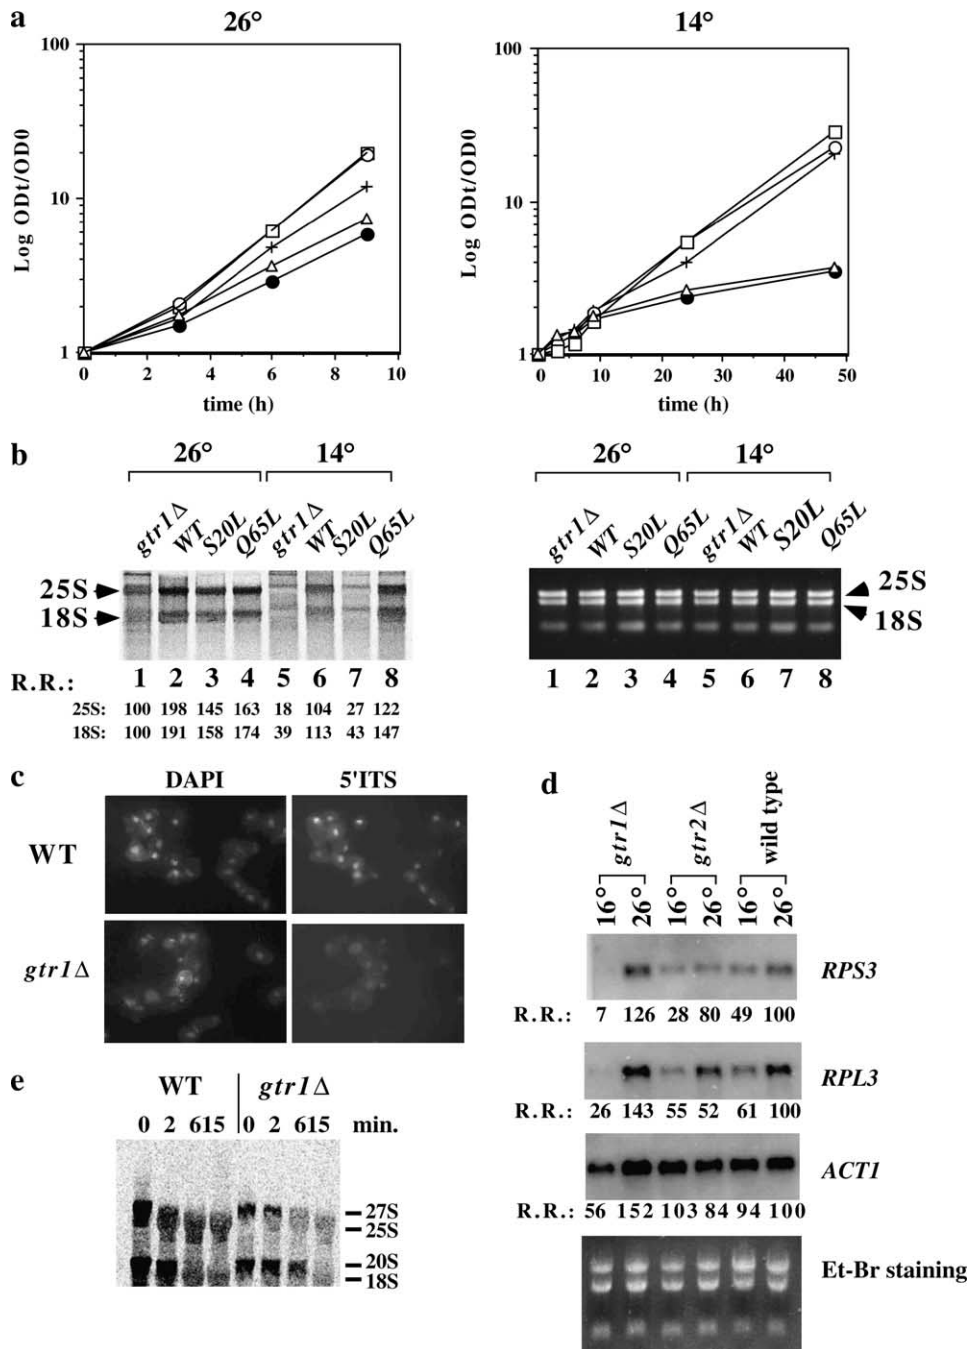 a
26°
14°
100
10
1
Log ODt/OD0
0 2 4 6 8 10
time (h)
100
10
1
Log ODt/OD0
0 10 20 30 40 50
time (h)
b
26° 14°
gtr1Δ WT S20L Q65L gtr1Δ WT S20L Q65L
25S
18S
R.R.: 1 2 3 4 5 6 7 8
25S: 100 198 145 163 18 104 27 122
18S: 100 191 158 174 39 113 43 147
26° 14°
gtr1Δ WT S20L Q65L gtr1Δ WT S20L Q65L
25S
18S
1 2 3 4 5 6 7 8
c
DAPI 5'ITS
WT
gtr1Δ
d
gtr1Δ gtr2Δ wild type
16° 26° 16° 26° 16° 26°
RPS3
R.R.: 7 126 28 80 49 100
RPL3
R.R.: 26 143 55 52 61 100
ACT1
R.R.: 56 152 103 84 94 100
Et-Br staining
e
WT gtr1Δ
0 2 615 0 2 615 min.
27S
25S
20S
18S